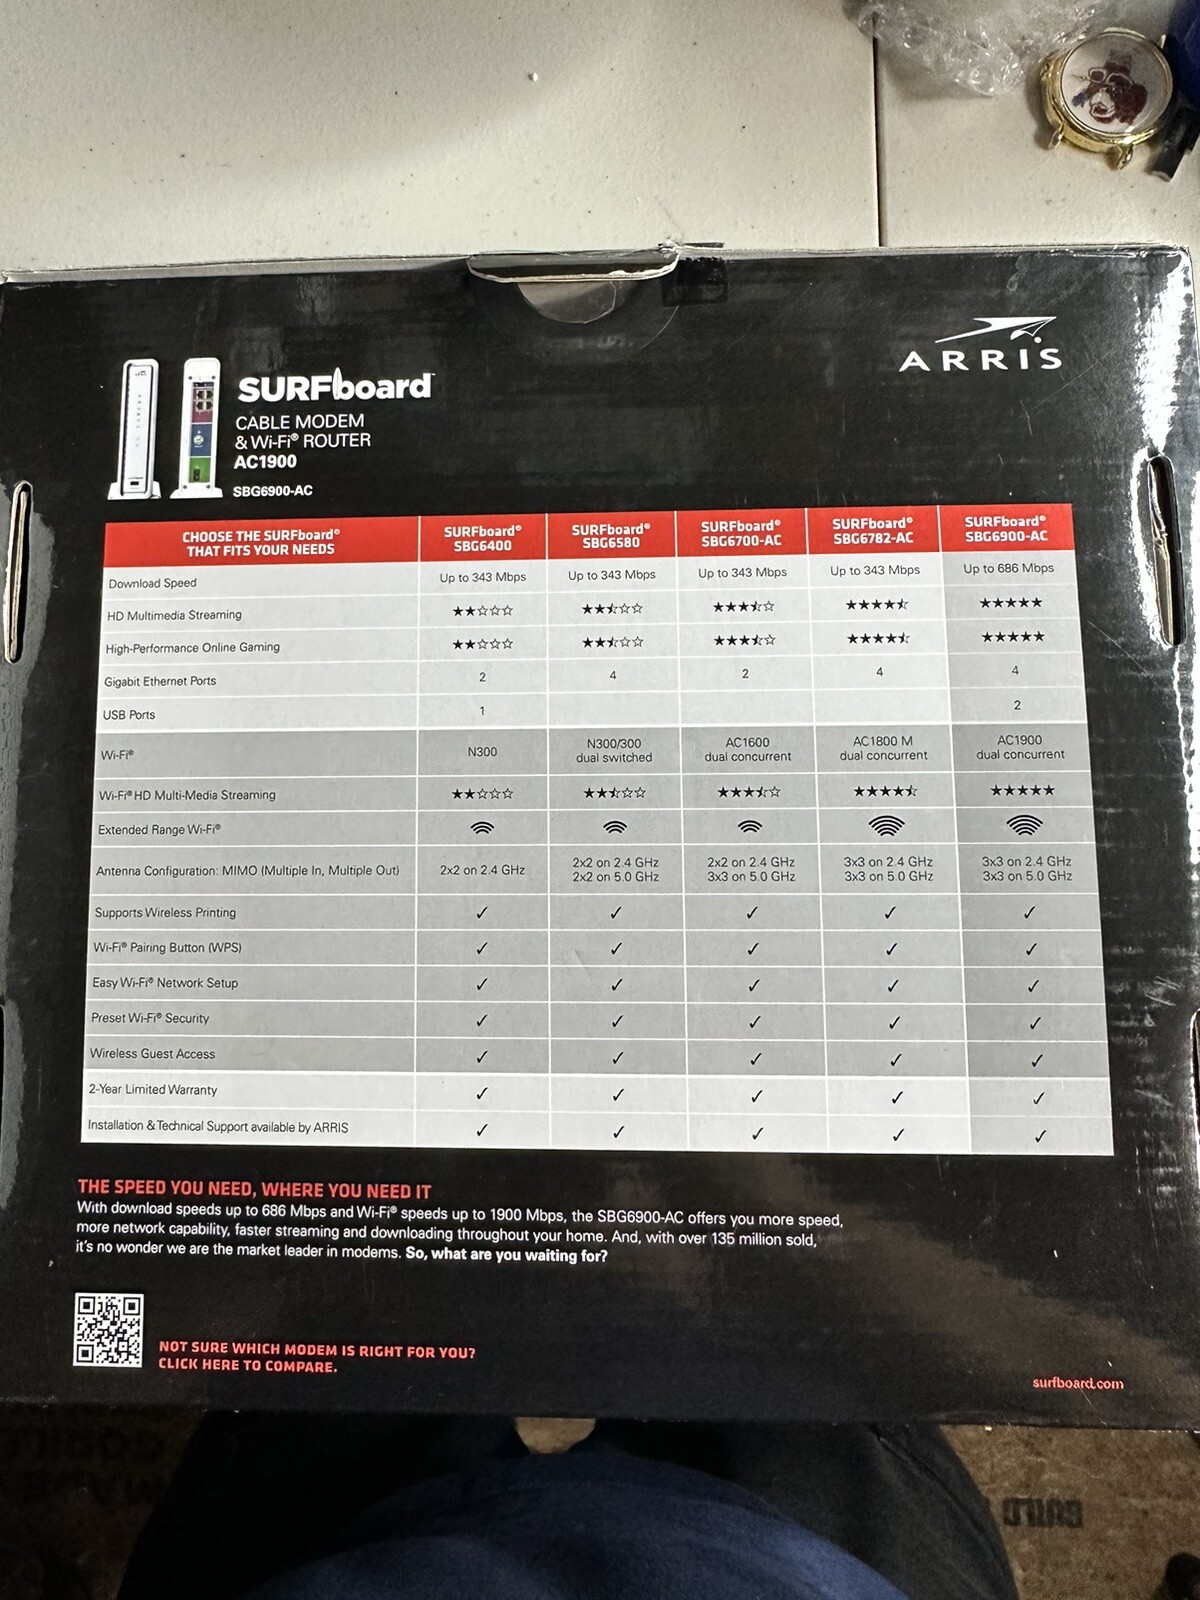 ARRIS
SURFboard™
CABLE MODEM
& Wi-Fi® ROUTER
AC1900
SBG6900-AC
CHOOSE THE SURFboard® THAT FITS YOUR NEEDS SURFboard® SBG6400 SURFboard® SBG6580 SURFboard® SBG6700-AC SURFboard® SBG6782-AC SURFboard® SBG6900-AC
Download Speed Up to 343 Mbps Up to 343 Mbps Up to 343 Mbps Up to 343 Mbps Up to 686 Mbps
HD Multimedia Streaming
High-Performance Online Gaming
Gigabit Ethernet Ports 2 4 2 4 4
USB Ports 1 2
Wi-Fi® N300 N300/300 dual switched AC1600 dual concurrent AC1800 M dual concurrent AC1900 dual concurrent
Wi-Fi® HD Multi-Media Streaming
Extended Range Wi-Fi®
Antenna Configuration: MIMO (Multiple In, Multiple Out) 2x2 on 2.4 GHz 2x2 on 2.4 GHz 2x2 on 5.0 GHz 2x2 on 2.4 GHz 3x3 on 5.0 GHz 3x3 on 2.4 GHz 3x3 on 5.0 GHz 3x3 on 2.4 GHz 3x3 on 5.0 GHz
Supports Wireless Printing ✓ ✓ ✓ ✓ ✓
Wi-Fi® Pairing Button (WPS) ✓ ✓ ✓ ✓ ✓
Easy Wi-Fi® Network Setup ✓ ✓ ✓ ✓ ✓
Preset Wi-Fi® Security ✓ ✓ ✓ ✓ ✓
Wireless Guest Access ✓ ✓ ✓ ✓ ✓
2-Year Limited Warranty ✓ ✓ ✓ ✓ ✓
Installation & Technical Support available by ARRIS ✓ ✓ ✓ ✓ ✓
THE SPEED YOU NEED, WHERE YOU NEED IT
With download speeds up to 686 Mbps and Wi-Fi® speeds up to 1900 Mbps, the SBG6900-AC offers you more speed,
more network capability, faster streaming and downloading throughout your home. And, with over 135 million sold,
it's no wonder we are the market leader in modems. So, what are you waiting for?
NOT SURE WHICH MODEM IS RIGHT FOR YOU?
CLICK HERE TO COMPARE.
surfboard.com